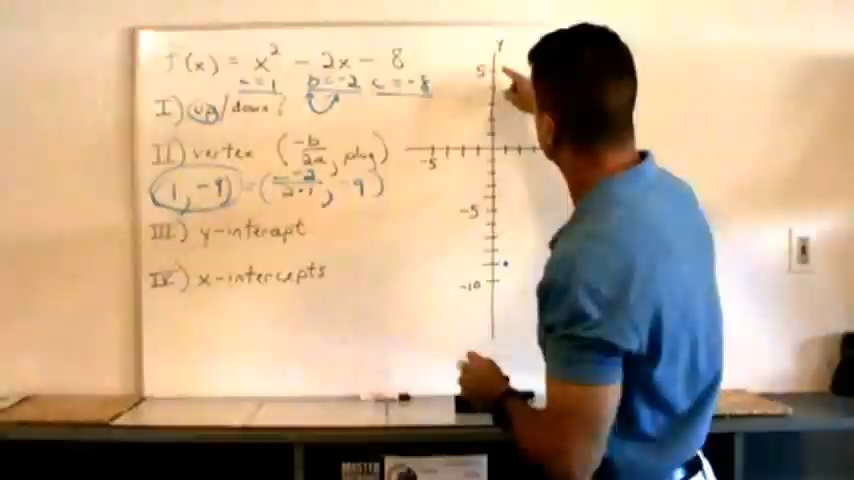 f(x) = x² - 2x - 8
a = 1 b = -2 c = -8
I) up/down?
II) vertex (-b/2a, plug)
(1, -9) = (--2/2·1, -9)
III) y-intercept
IV) x-intercepts
y
5
-5
-5
-10
MASTER